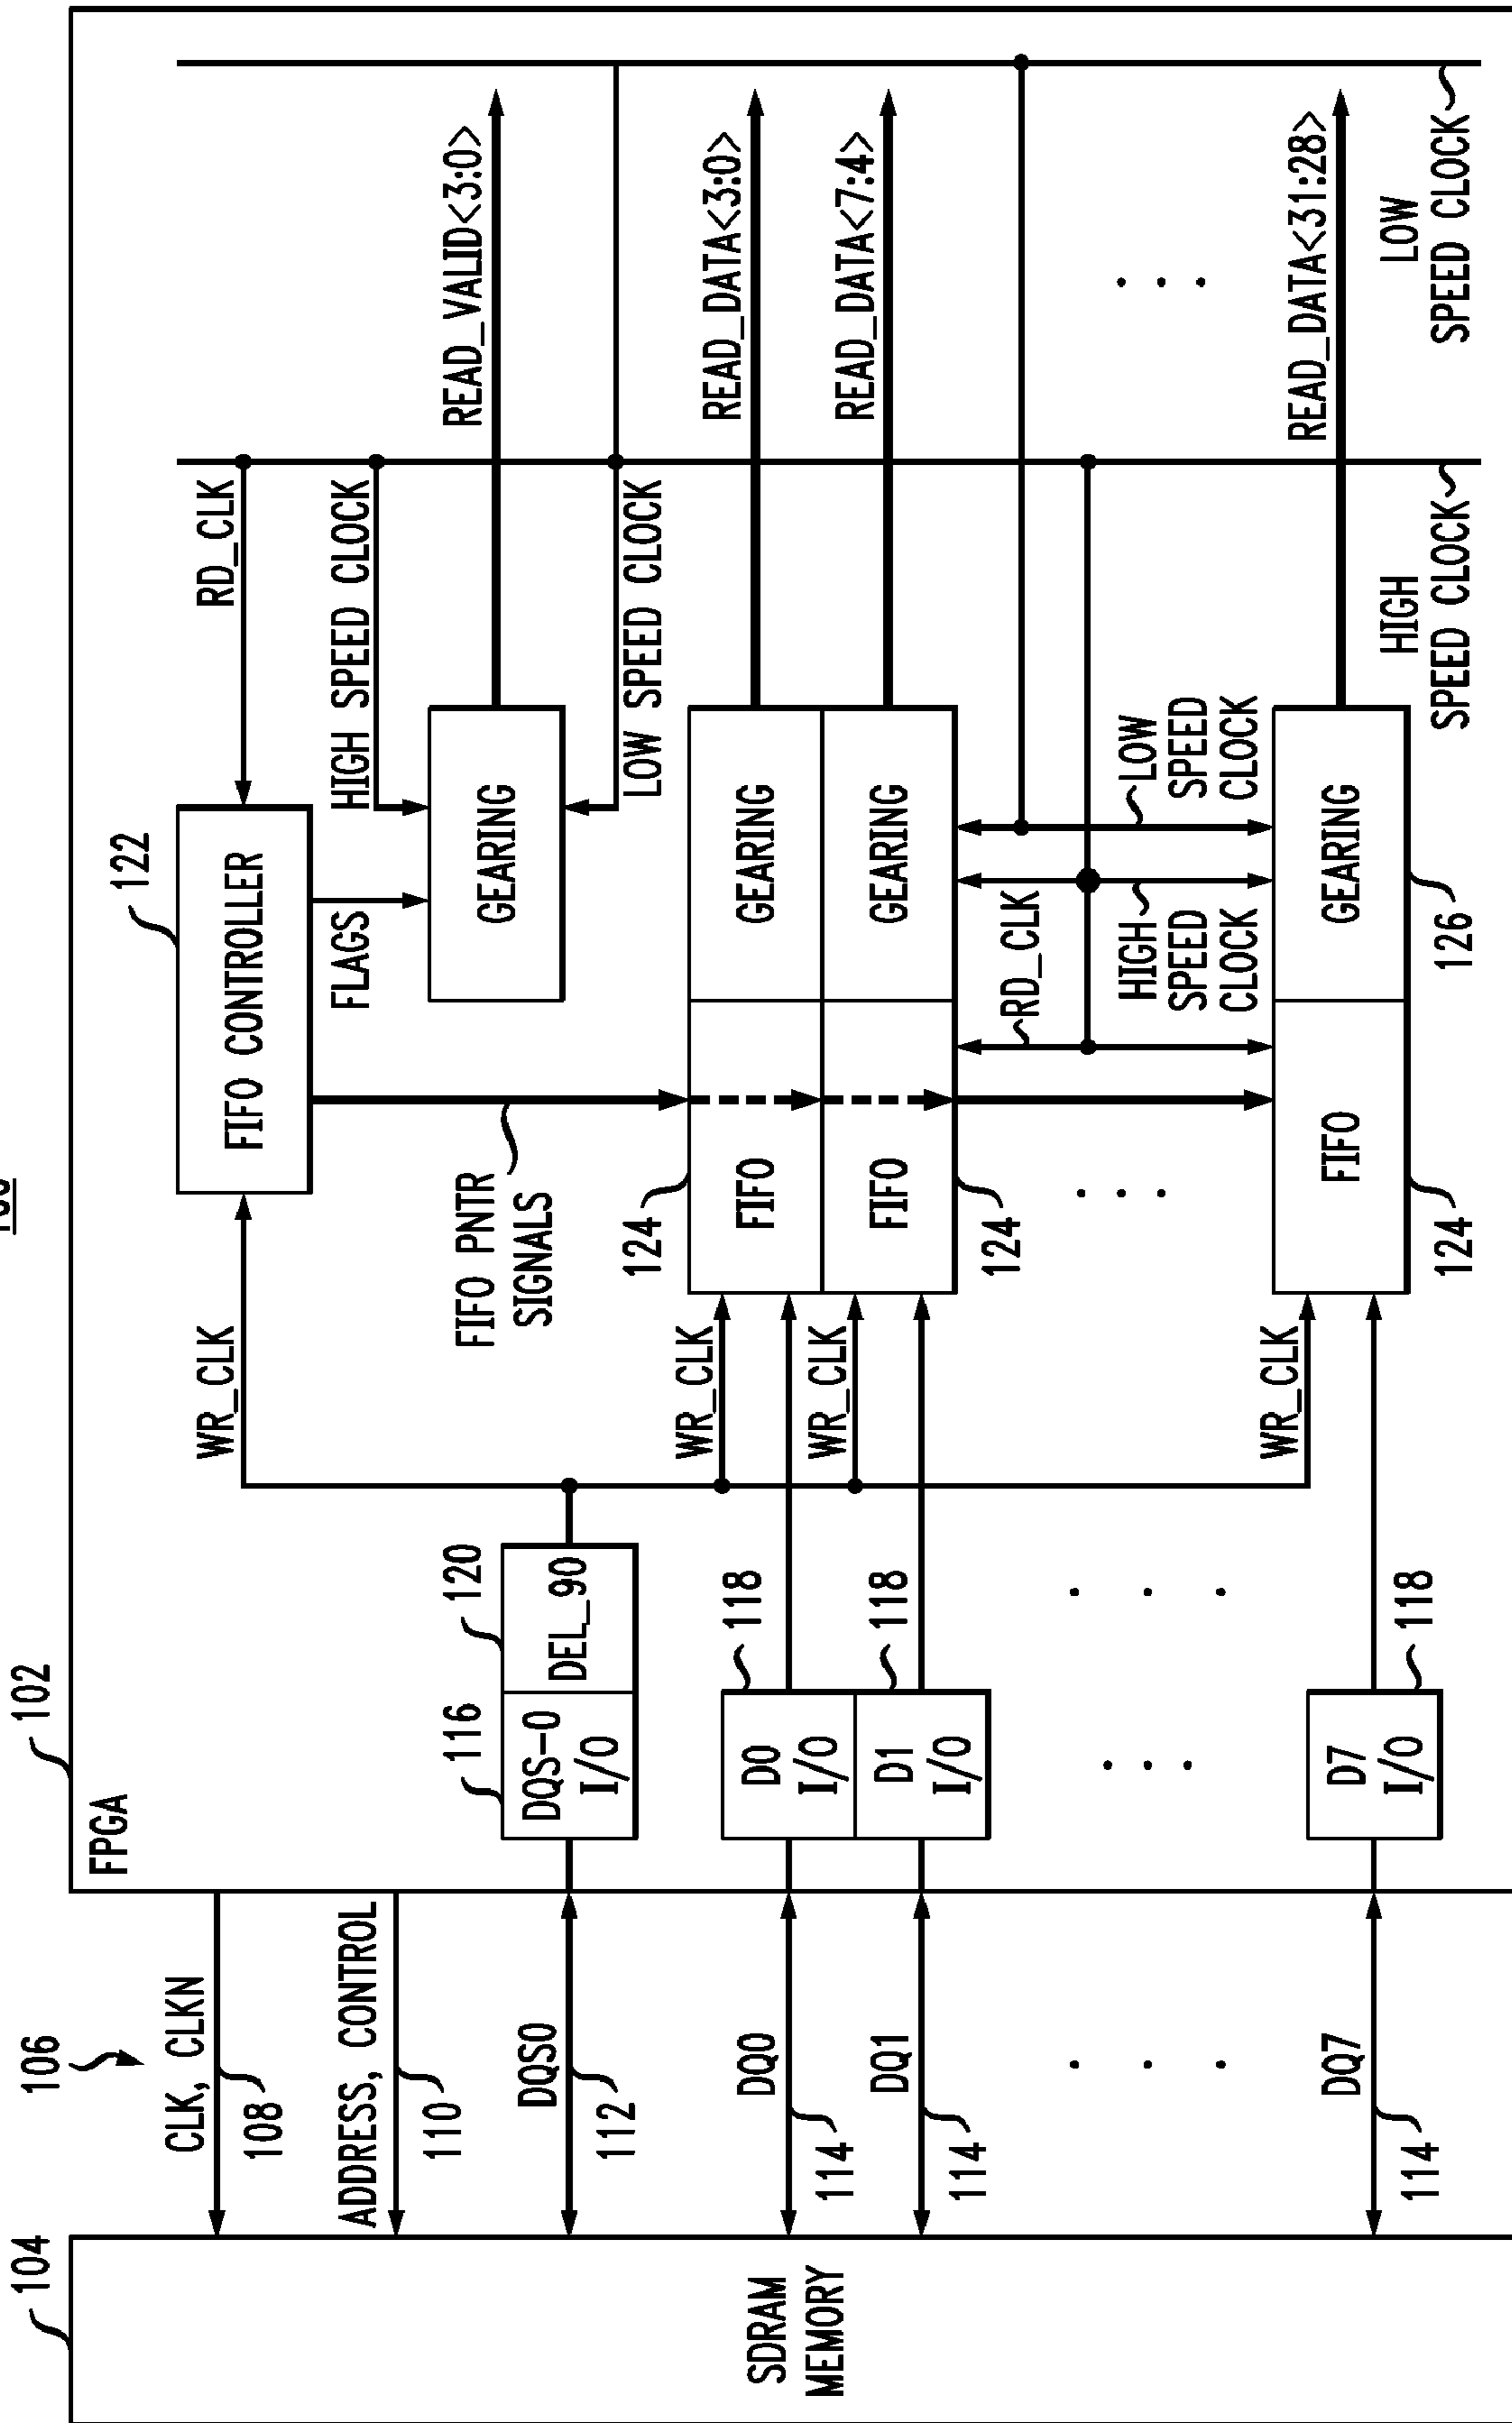 104
106
102
122
CLK, CLKN
108
ADDRESS, CONTROL
110
FPGA
WR_CLK
FIFO CONTROLLER
RD_CLK
FLAGS
HIGH SPEED CLOCK
116
120
DQS0
112
DQS-0
I/O
DEL_90
FIFO PNTR
SIGNALS
GEARING
READ_VALID<3:0>
LOW SPEED CLOCK
SDRAM
MEMORY
DQ0
114
D0
I/O
118
WR_CLK
124
FIFO
GEARING
READ_DATA<3:0>
DQ1
114
D1
I/O
118
WR_CLK
FIFO
GEARING
READ_DATA<7:4>
124
RD_CLK
HIGH
SPEED
CLOCK
LOW
SPEED
CLOCK
. . .
. . .
. . .
. . .
. . .
DQ7
114
D7
I/O
118
WR_CLK
FIFO
GEARING
READ_DATA<31:28>
124
126
HIGH
SPEED CLOCK
LOW
SPEED CLOCK